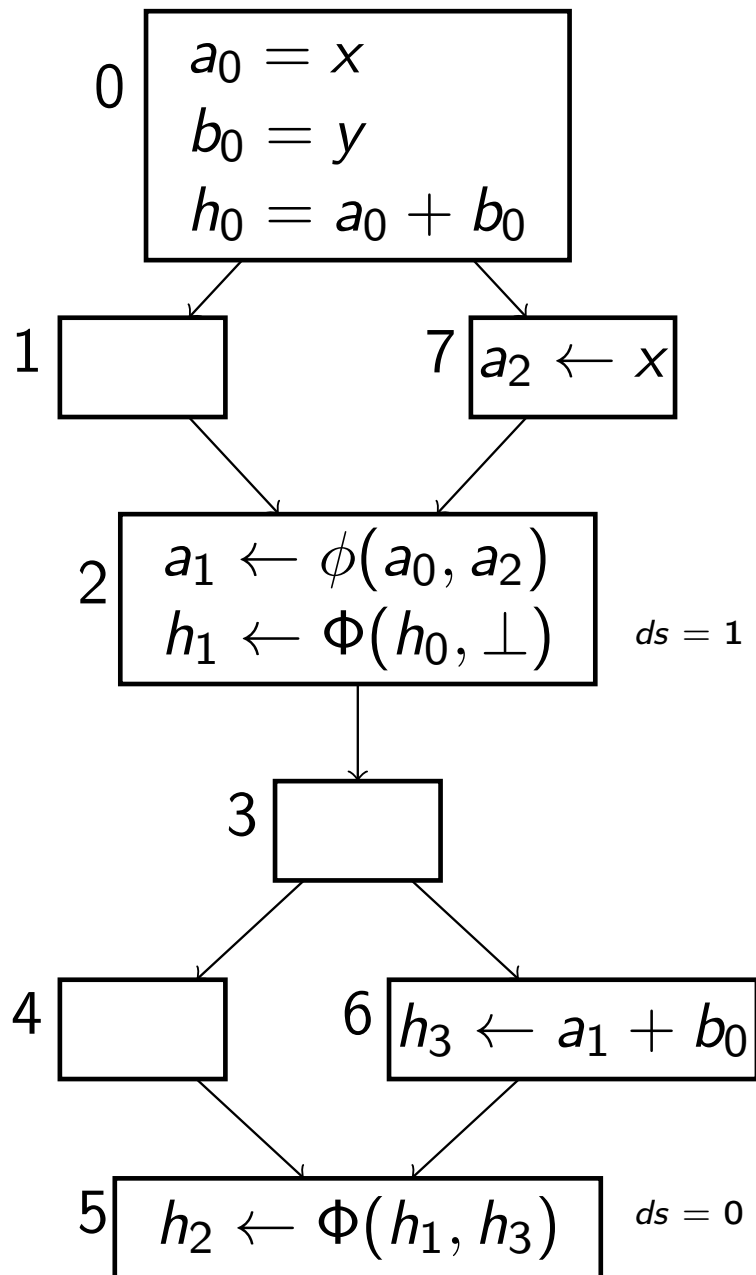 0
a₀ = x
b₀ = y
h₀ = a₀ + b₀
1
7
a₂ ← x
2
a₁ ← ϕ(a₀, a₂)
h₁ ← Φ(h₀, ⊥)
ds = 1
3
4
6
h₃ ← a₁ + b₀
5
h₂ ← Φ(h₁, h₃)
ds = 0